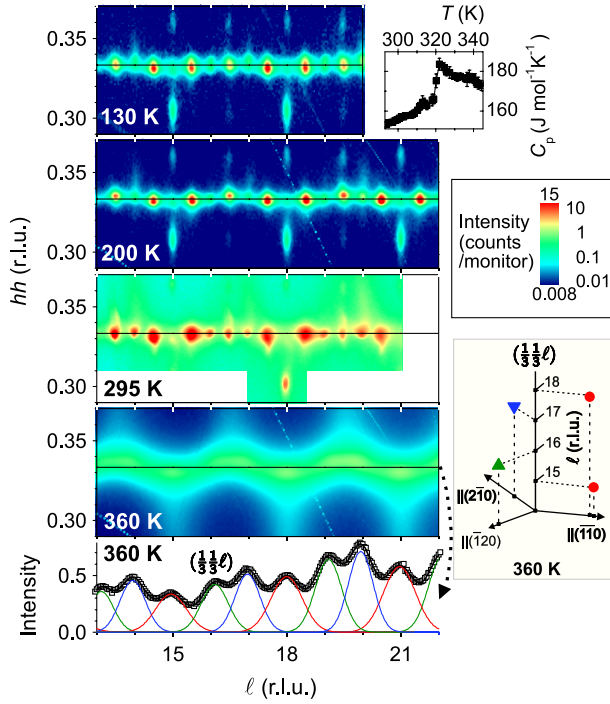 0.35
0.30
130 K
T (K)
300 320 340
180
160
C_p (J mol⁻¹K⁻¹)
0.35
0.30
200 K
15
10
1
0.1
0.01
0.008
Intensity
(counts
/monitor)
hh (r.l.u.)
0.35
0.30
295 K
0.35
0.30
360 K
(1/3 1/3 ℓ)
18
17
16
15
ℓ (r.l.u.)
||(21̄0)
||(1̄20)
||(1̄1̄0)
360 K
360 K
(1/3 1/3 ℓ)
Intensity
0.5
0.0
15 18 21
ℓ (r.l.u.)